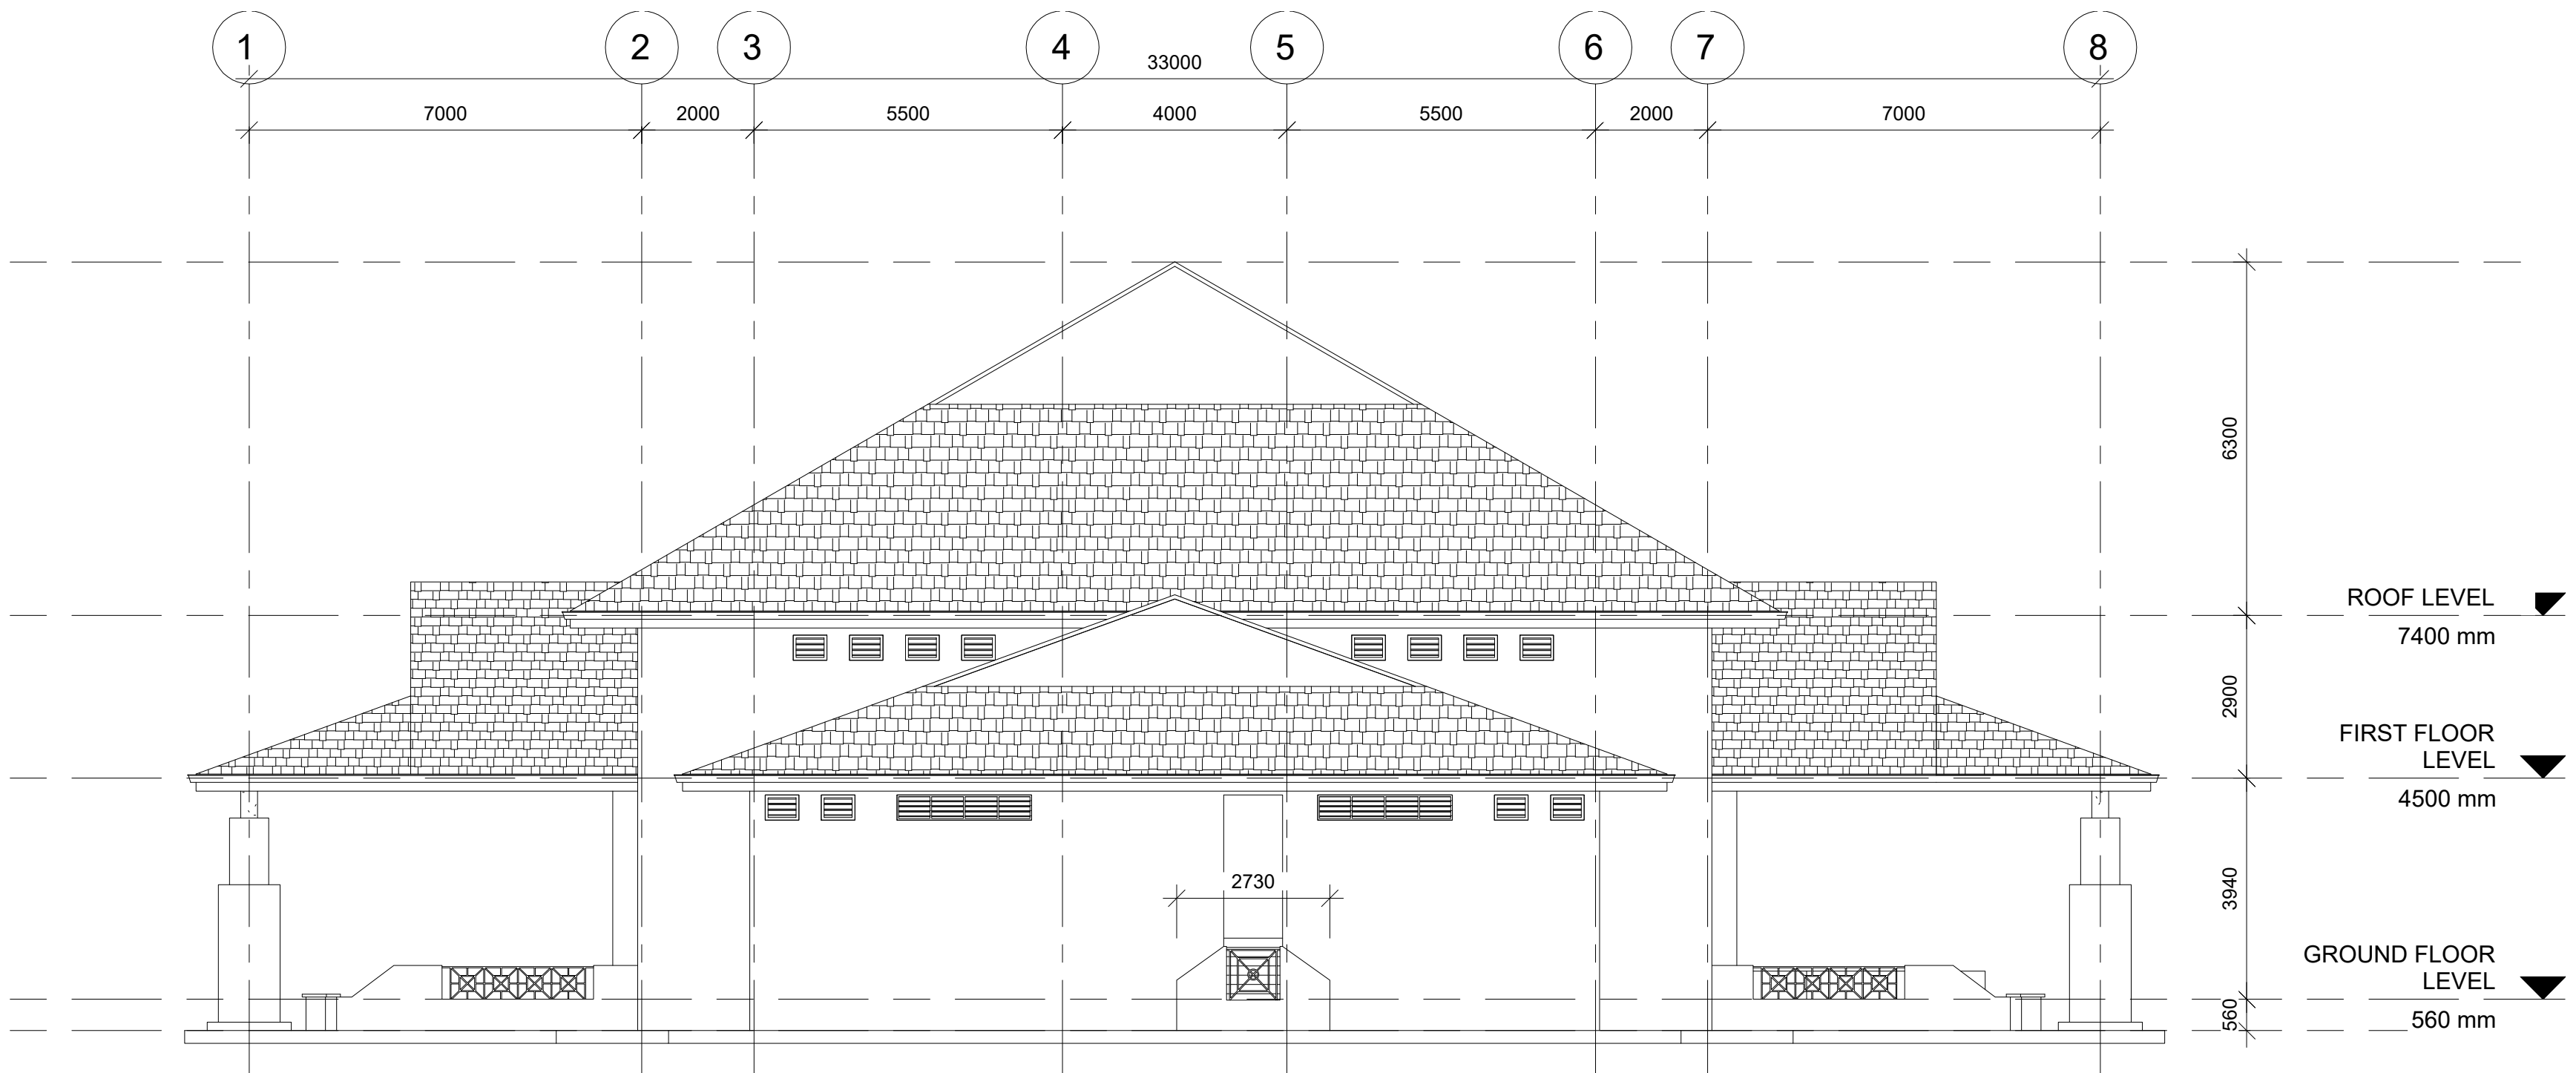 1 2 3 4 5 6 7 8
33000
7000 2000 5500 4000 5500 2000 7000
6300
ROOF LEVEL
7400 mm
2900
FIRST FLOOR
LEVEL
4500 mm
2730
3940
GROUND FLOOR
LEVEL
560
560 mm